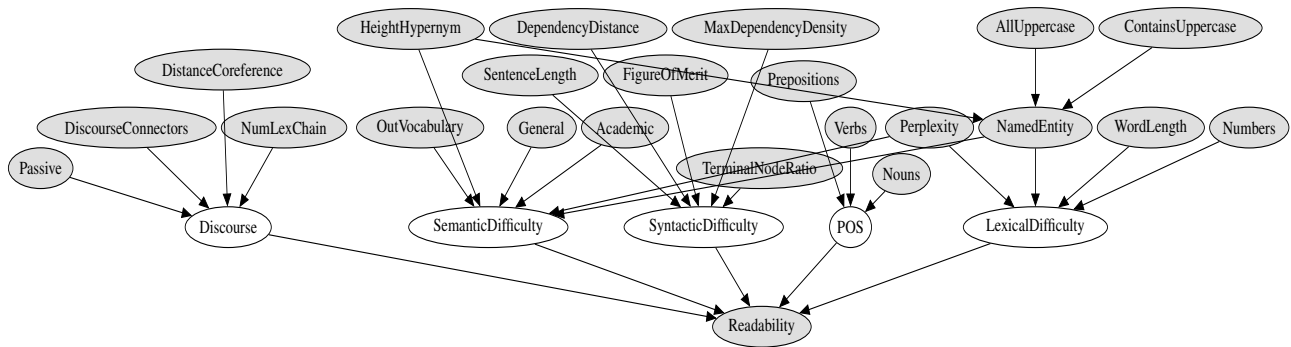 HeightHypernym
DependencyDistance
MaxDependencyDensity
AllUppercase
ContainsUppercase
DistanceCoreference
SentenceLength
FigureOfMerit
Prepositions
DiscourseConnectors
NumLexChain
OutVocabulary
General
Academic
Verbs
Perplexity
NamedEntity
WordLength
Numbers
Passive
TerminalNodeRatio
Nouns
Discourse
SemanticDifficulty
SyntacticDifficulty
POS
LexicalDifficulty
Readability